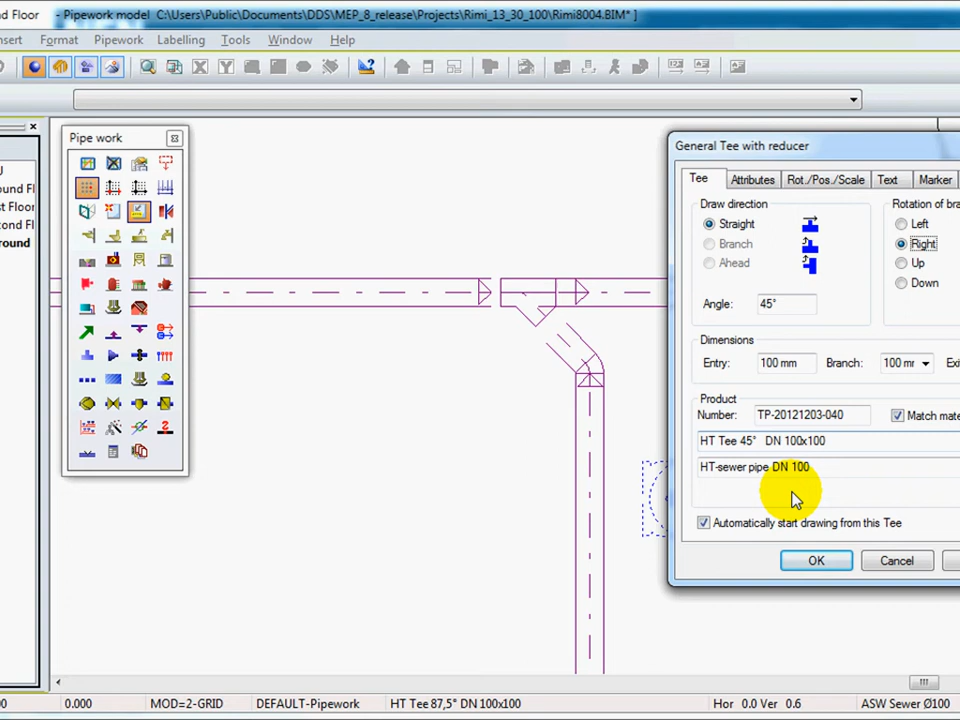 d Floor - Pipework model C:\Users\Public\Documents\DDS\MEP_8_release\Projects\Rimi_13_30_100\Rimi8004.BIM* ]
nsert Format Pipework Labelling Tools Window Help
Pipe work
U
ound Fl
st Floor
cond Fl
round
General Tee with reducer
Tee Attributes Rot./Pos./Scale Text Marker
Draw direction
Straight
Branch
Ahead
Angle: 45°
Rotation of bra
Left
Right
Up
Down
Dimensions
Entry: 100 mm Branch: 100 mr Exi
Product
Number: TP-20121203-040 Match mate
HT Tee 45° DN 100x100
HT-sewer pipe DN 100
Automatically start drawing from this Tee
OK Cancel
00 0.000 MOD=2-GRID DEFAULT-Pipework HT Tee 87,5° DN 100x100 Hor 0.0 Ver 0.6 ASW Sewer Ø100